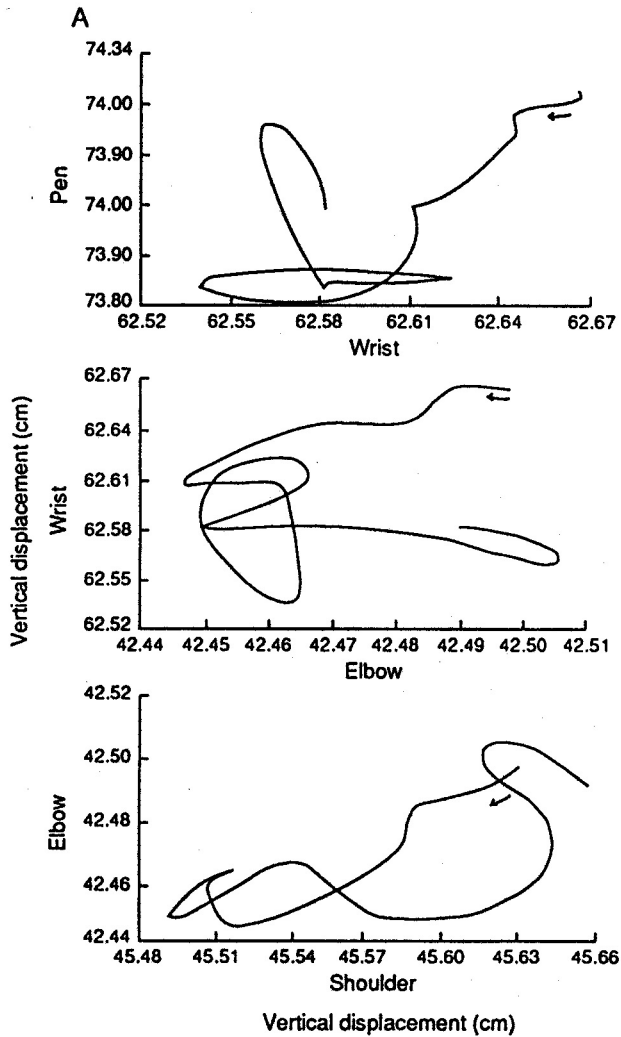 A
74.34
74.00
73.90
74.00
73.90
73.80
Pen
62.52 62.55 62.58 62.61 62.64 62.67
Wrist
Vertical displacement (cm)
62.67
62.64
62.61
62.58
62.55
62.52
Wrist
42.44 42.45 42.46 42.47 42.48 42.49 42.50 42.51
Elbow
42.52
42.50
42.48
42.46
42.44
Elbow
45.48 45.51 45.54 45.57 45.60 45.63 45.66
Shoulder
Vertical displacement (cm)